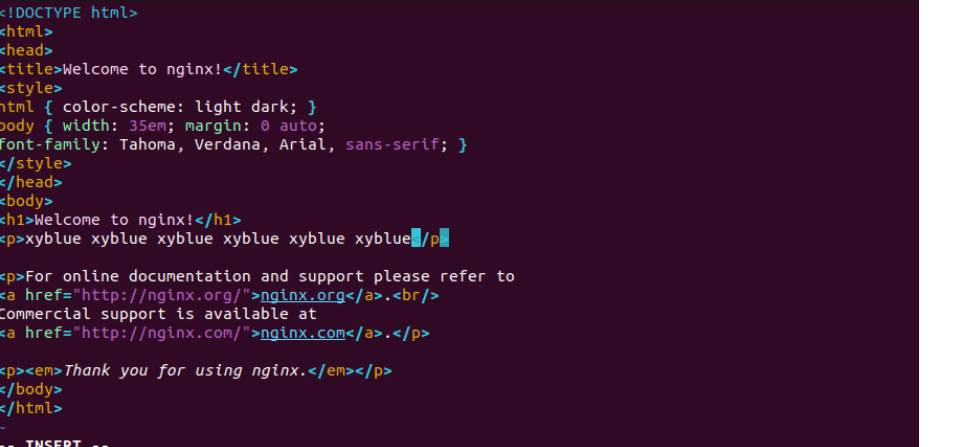 <!DOCTYPE html>
<html>
<head>
<title>Welcome to nginx!</title>
<style>
html { color-scheme: light dark; }
body { width: 35em; margin: 0 auto;
font-family: Tahoma, Verdana, Arial, sans-serif; }
</style>
</head>
<body>
<h1>Welcome to nginx!</h1>
<p>xyblue xyblue xyblue xyblue xyblue xyblue</p>
<p>For online documentation and support please refer to
<a href="http://nginx.org/">nginx.org</a>.<br/>
Commercial support is available at
<a href="http://nginx.com/">nginx.com</a>.</p>
<p><em>Thank you for using nginx.</em></p>
</body>
</html>
~
-- INSERT --